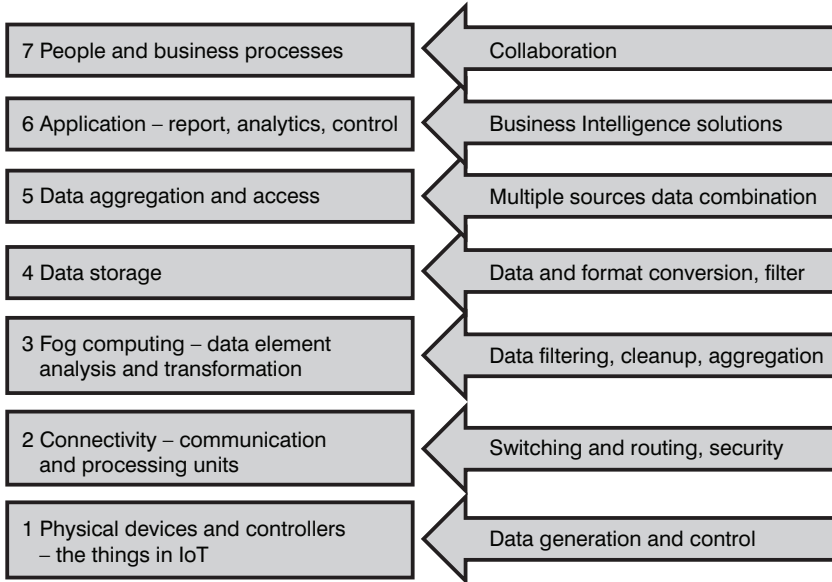 7 People and business processes
Collaboration
6 Application – report, analytics, control
Business Intelligence solutions
5 Data aggregation and access
Multiple sources data combination
4 Data storage
Data and format conversion, filter
3 Fog computing – data element
analysis and transformation
Data filtering, cleanup, aggregation
2 Connectivity – communication
and processing units
Switching and routing, security
1 Physical devices and controllers
– the things in IoT
Data generation and control